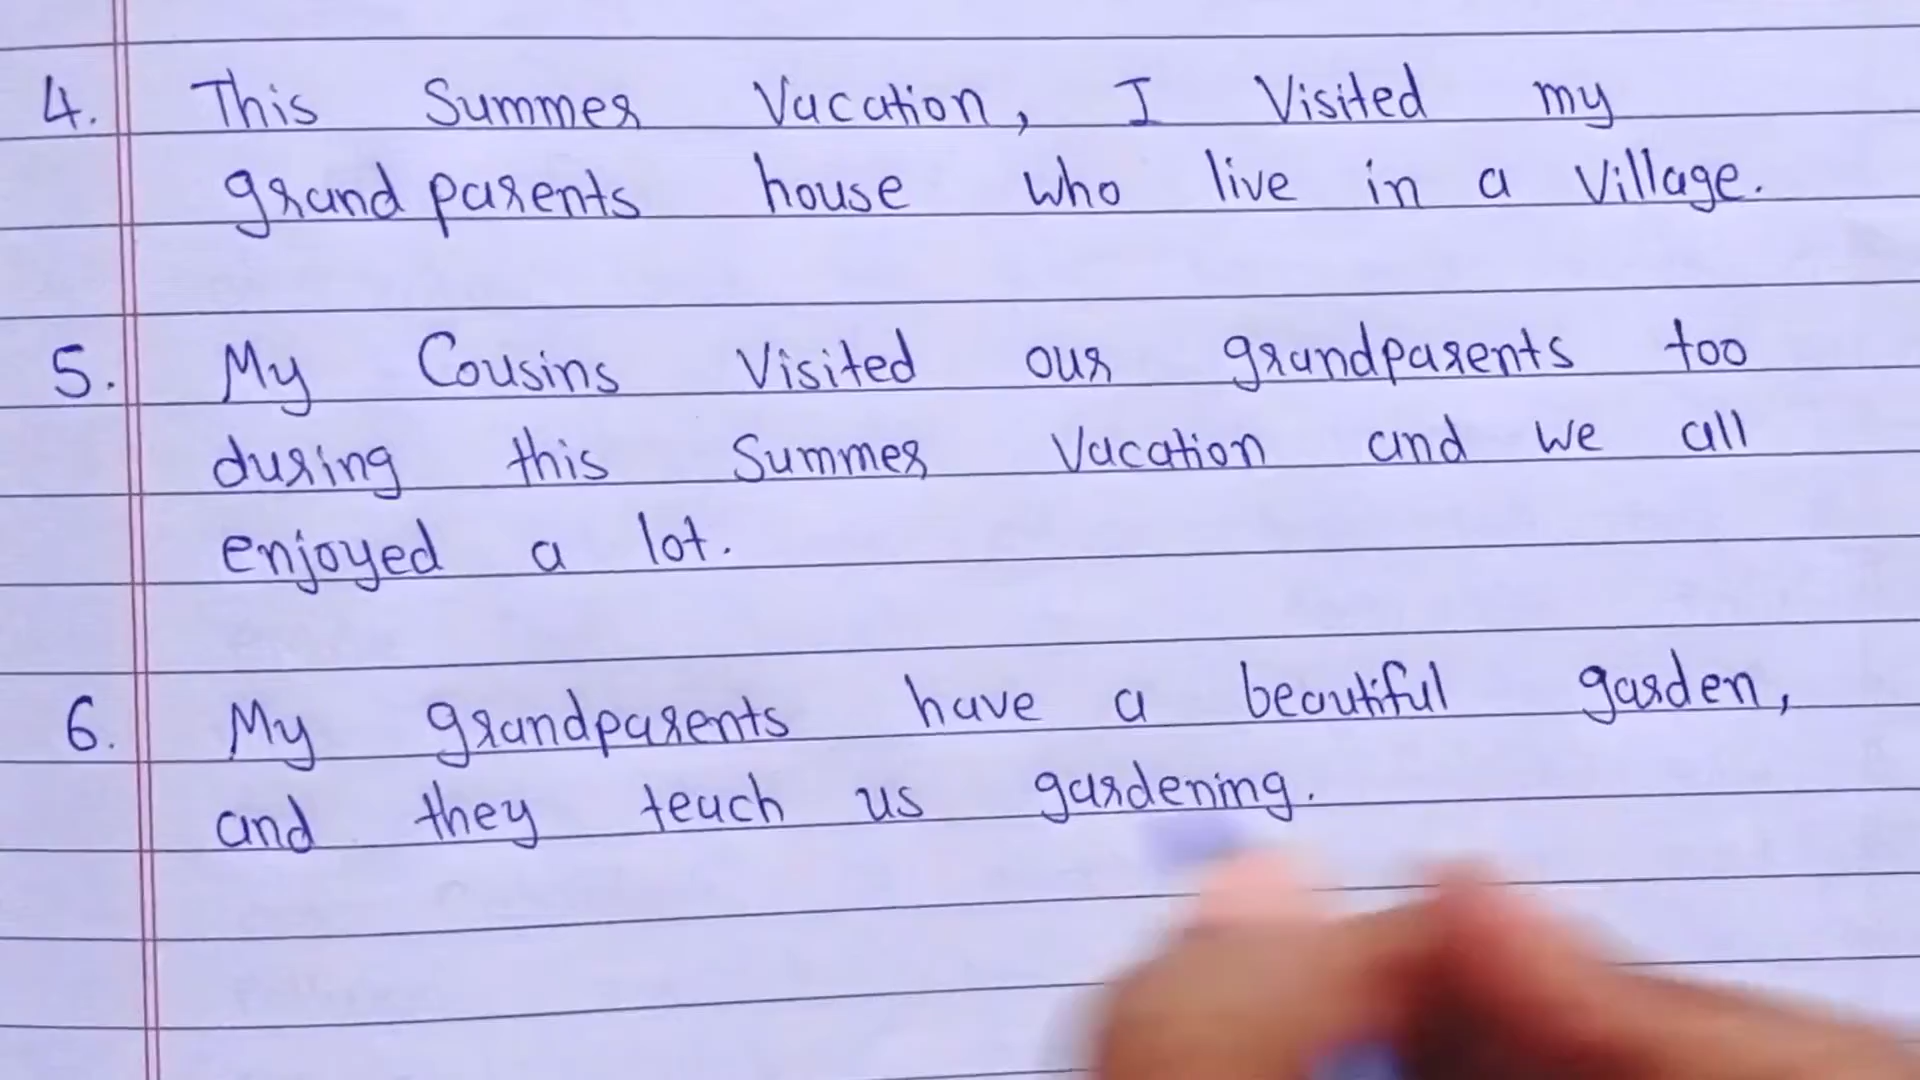 4. This Summer Vacation, I Visited my
grand parents house who live in a Village.
5. My Cousins Visited our grandparents too
during this Summer Vacation and we all
enjoyed a lot.
6. My grandparents have a beautiful garden,
and they teach us gardening.